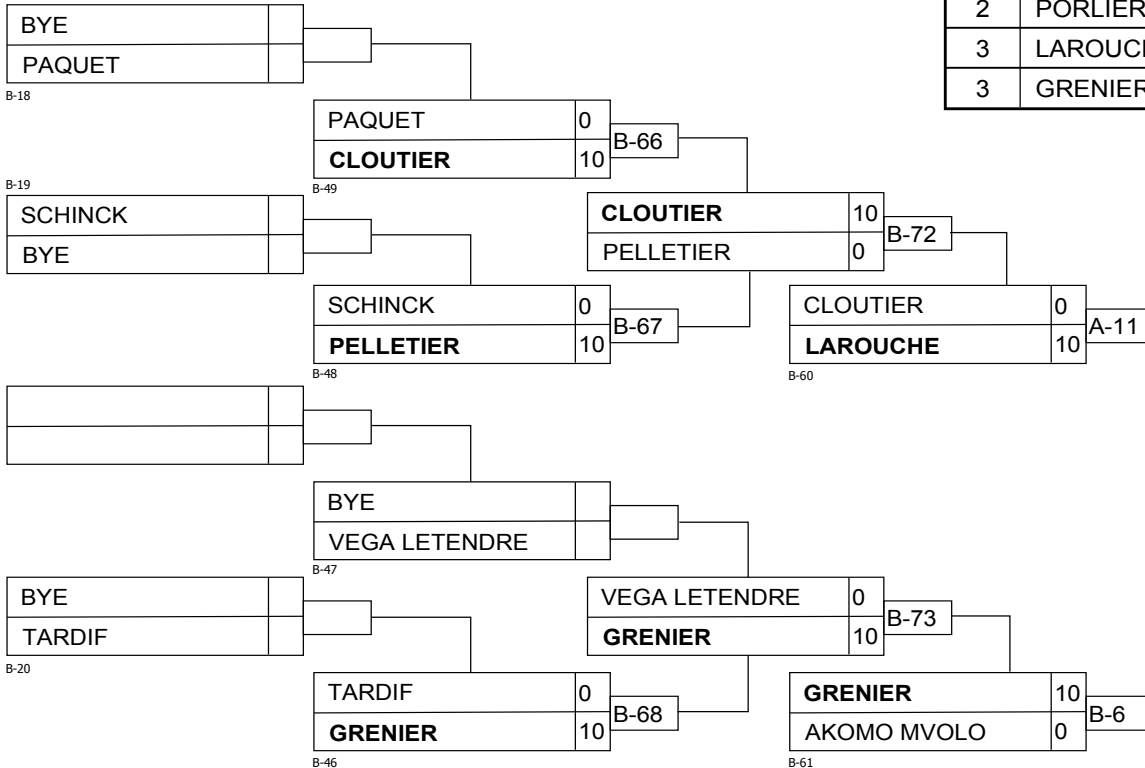 BYE
PAQUET
B-18
2 PORLIER
3 LAROUCH
3 GRENIER
PAQUET 0
CLOUTIER 10
B-66
B-49
B-19
SCHINCK
BYE
CLOUTIER 10
PELLETIER 0
B-72
SCHINCK 0
PELLETIER 10
B-67
B-48
CLOUTIER 0
LAROUCHE 10
A-11
B-60
BYE
VEGA LETENDRE
B-47
BYE
TARDIF
B-20
VEGA LETENDRE 0
GRENIER 10
B-73
TARDIF 0
GRENIER 10
B-68
B-46
GRENIER 10
AKOMO MVOLO 0
B-6
B-61